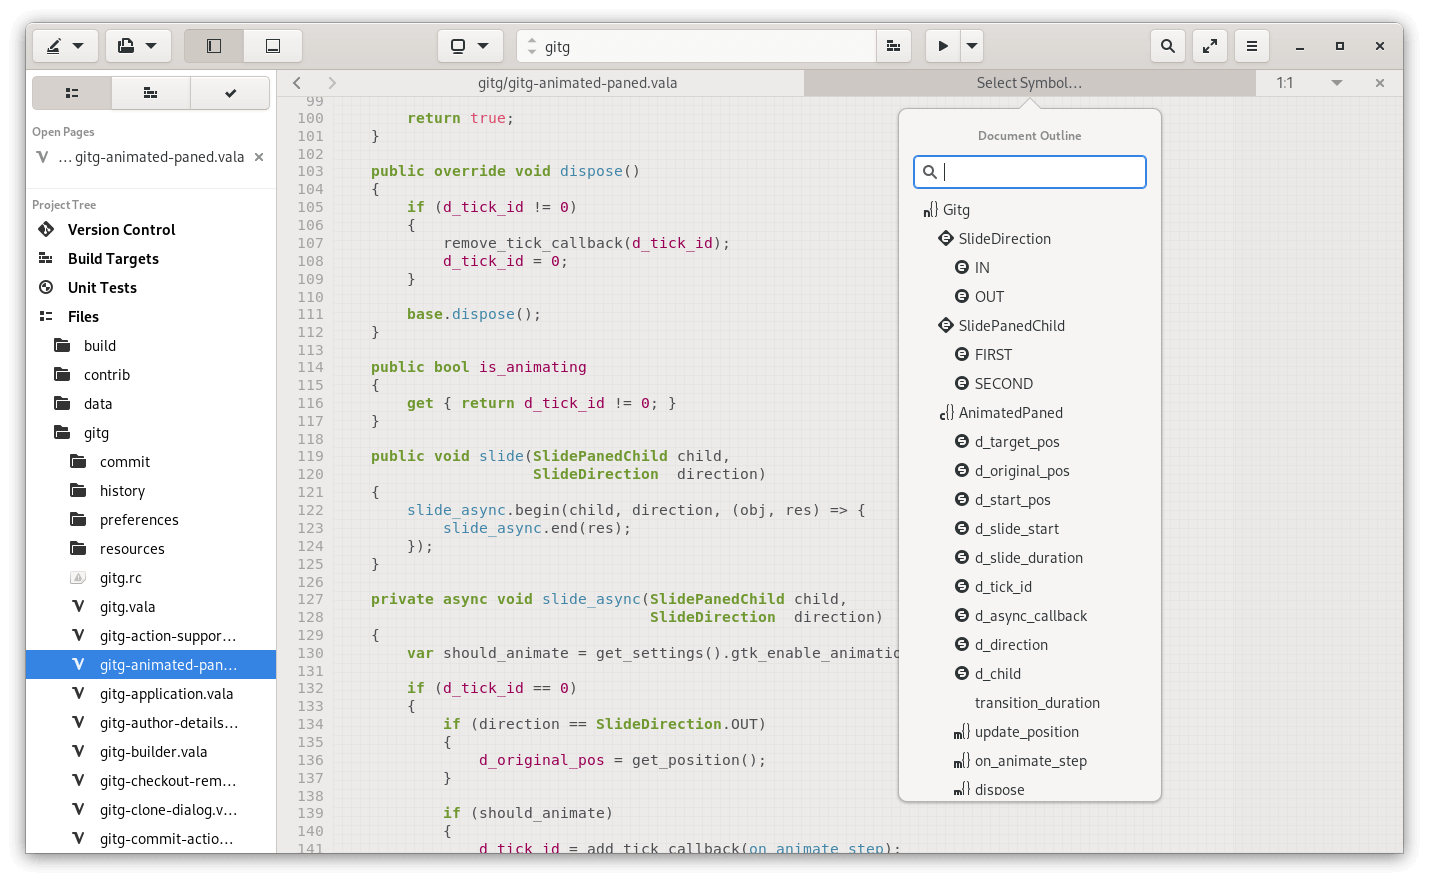 gitg
gitg/gitg-animated-paned.vala
Select Symbol…
1:1
Open Pages
… gitg-animated-paned.vala
Project Tree
Version Control
Build Targets
Unit Tests
Files
build
contrib
data
gitg
commit
history
preferences
resources
gitg.rc
gitg.vala
gitg-action-suppor…
gitg-animated-pan…
gitg-application.vala
gitg-author-details…
gitg-builder.vala
gitg-checkout-rem…
gitg-clone-dialog.v…
gitg-commit-actio…
99
100         return true;
101     }
102
103     public override void dispose()
104     {
105         if (d_tick_id != 0)
106         {
107             remove_tick_callback(d_tick_id);
108             d_tick_id = 0;
109         }
110
111         base.dispose();
112     }
113
114     public bool is_animating
115     {
116         get { return d_tick_id != 0; }
117     }
118
119     public void slide(SlidePanedChild child,
120                       SlideDirection  direction)
121     {
122         slide_async.begin(child, direction, (obj, res) => {
123             slide_async.end(res);
124         });
125     }
126
127     private async void slide_async(SlidePanedChild child,
128                                    SlideDirection  direction)
129     {
130         var should_animate = get_settings().gtk_enable_animatio
131
132         if (d_tick_id == 0)
133         {
134             if (direction == SlideDirection.OUT)
135             {
136                 d_original_pos = get_position();
137             }
138
139             if (should_animate)
140             {
141                 d_tick_id = add_tick_callback(on_animate_step);
Document Outline
Gitg
SlideDirection
IN
OUT
SlidePanedChild
FIRST
SECOND
AnimatedPaned
d_target_pos
d_original_pos
d_start_pos
d_slide_start
d_slide_duration
d_tick_id
d_async_callback
d_direction
d_child
transition_duration
update_position
on_animate_step
dispose